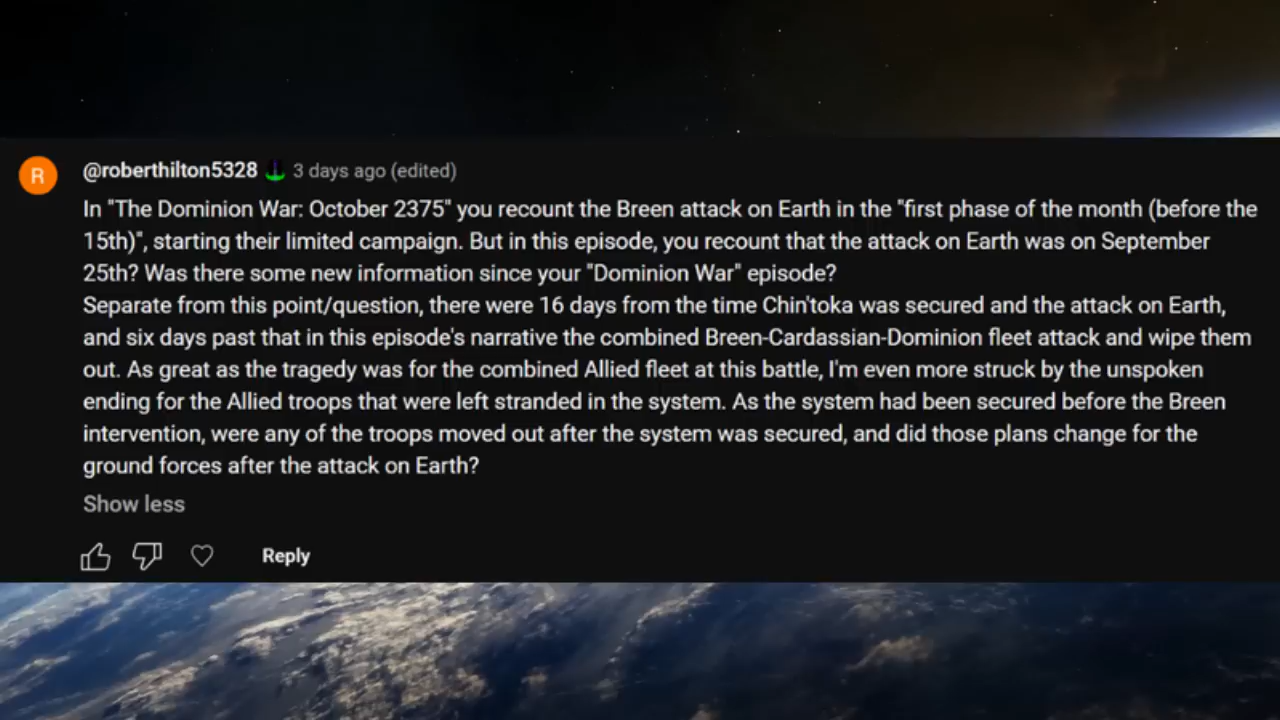 R
@roberthilton5328 3 days ago (edited)
In "The Dominion War: October 2375" you recount the Breen attack on Earth in the "first phase of the month (before the
15th)", starting their limited campaign. But in this episode, you recount that the attack on Earth was on September
25th? Was there some new information since your "Dominion War" episode?
Separate from this point/question, there were 16 days from the time Chin'toka was secured and the attack on Earth,
and six days past that in this episode's narrative the combined Breen-Cardassian-Dominion fleet attack and wipe them
out. As great as the tragedy was for the combined Allied fleet at this battle, I'm even more struck by the unspoken
ending for the Allied troops that were left stranded in the system. As the system had been secured before the Breen
intervention, were any of the troops moved out after the system was secured, and did those plans change for the
ground forces after the attack on Earth?
Show less
Reply